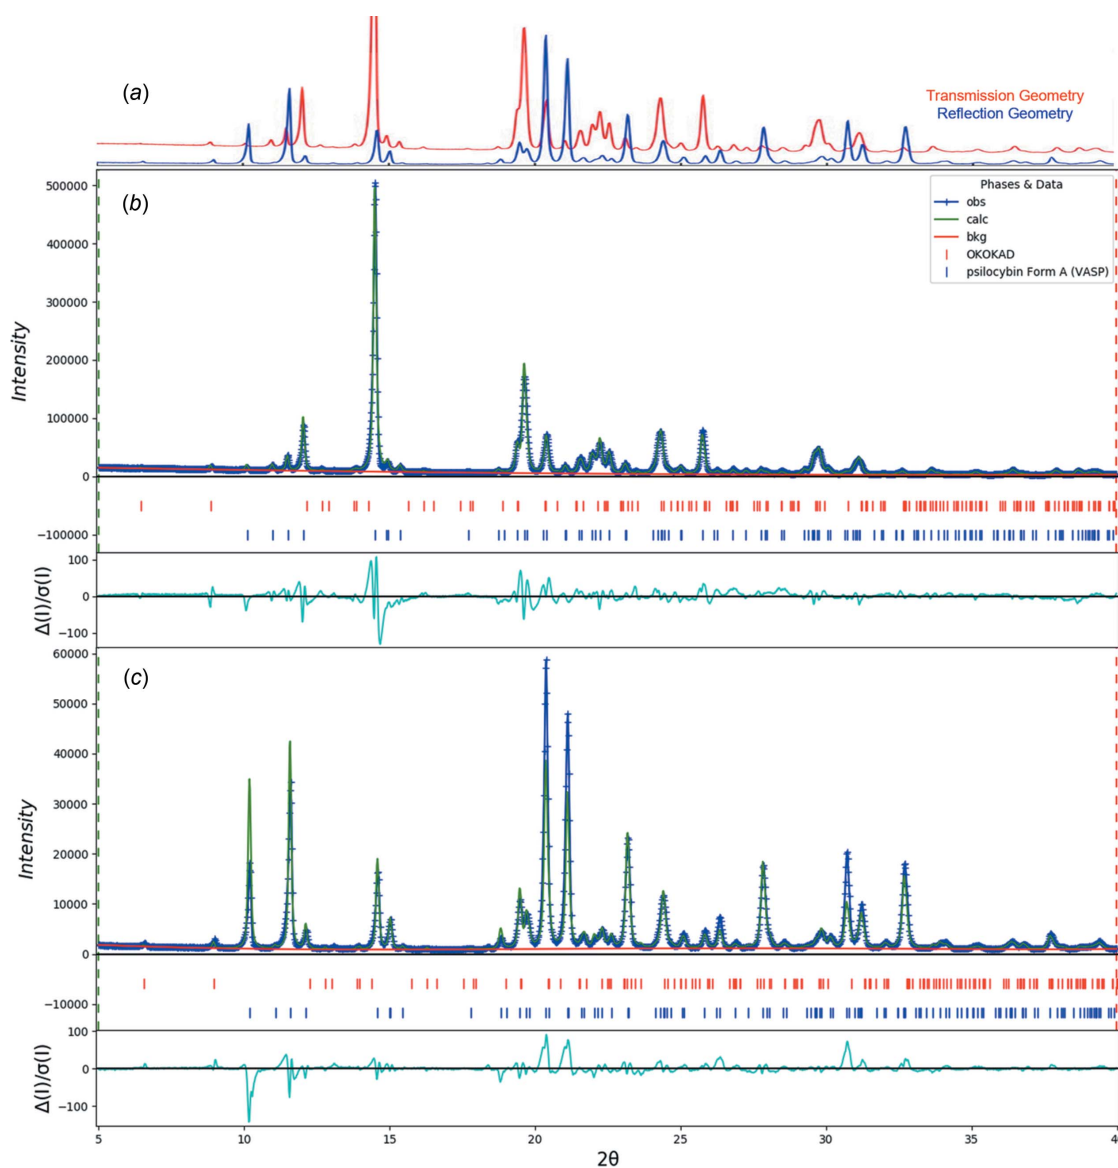 (a)
Transmission Geometry
Reflection Geometry
(b)
500000
400000
300000
200000
100000
0
−100000
Intensity
Phases & Data
obs
calc
bkg
OKOKAD
psilocybin Form A (VASP)
100
0
−100
Δ(I)/σ(I)
(c)
60000
50000
40000
30000
20000
10000
0
−10000
Intensity
100
0
−100
Δ(I)/σ(I)
5 10 15 20 25 30 35 4
2θ